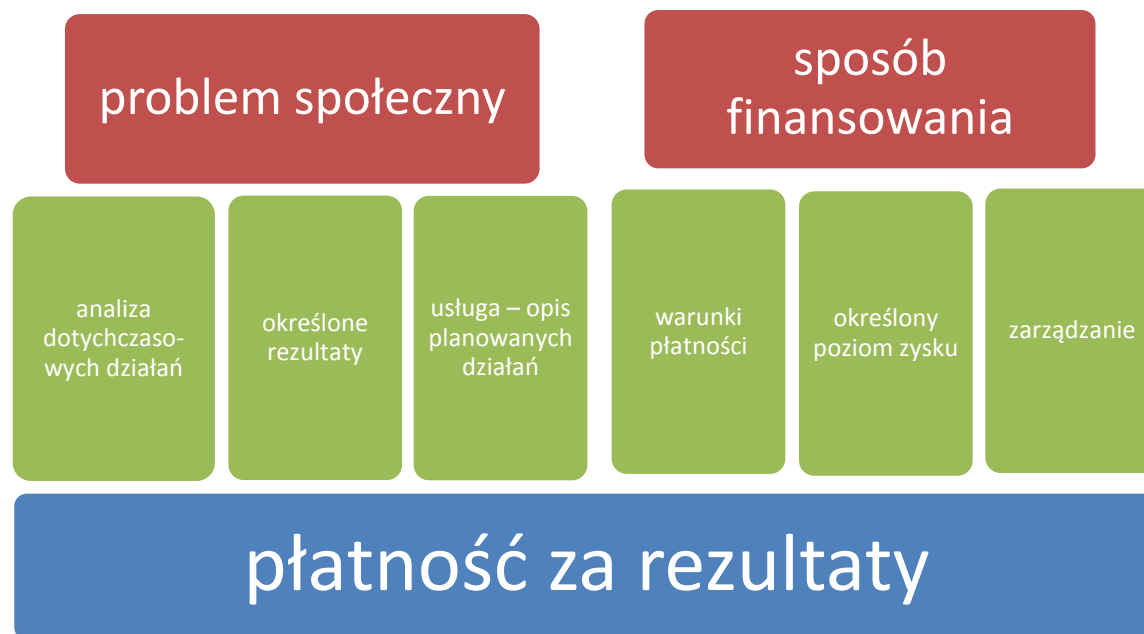 problem społeczny
sposób
finansowania
analiza
dotychczaso-
wych działań
określone
rezultaty
usługa – opis
planowanych
działań
warunki
płatności
określony
poziom zysku
zarządzanie
płatność za rezultaty